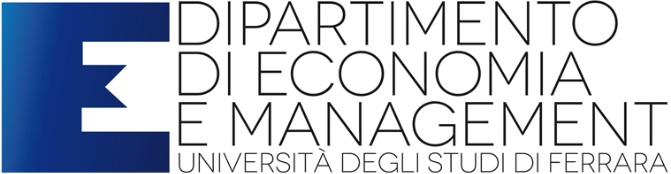 E
DIPARTIMENTO
DI ECONOMIA
E MANAGEMENT
UNIVERSITÀ DEGLI STUDI DI FERRARA